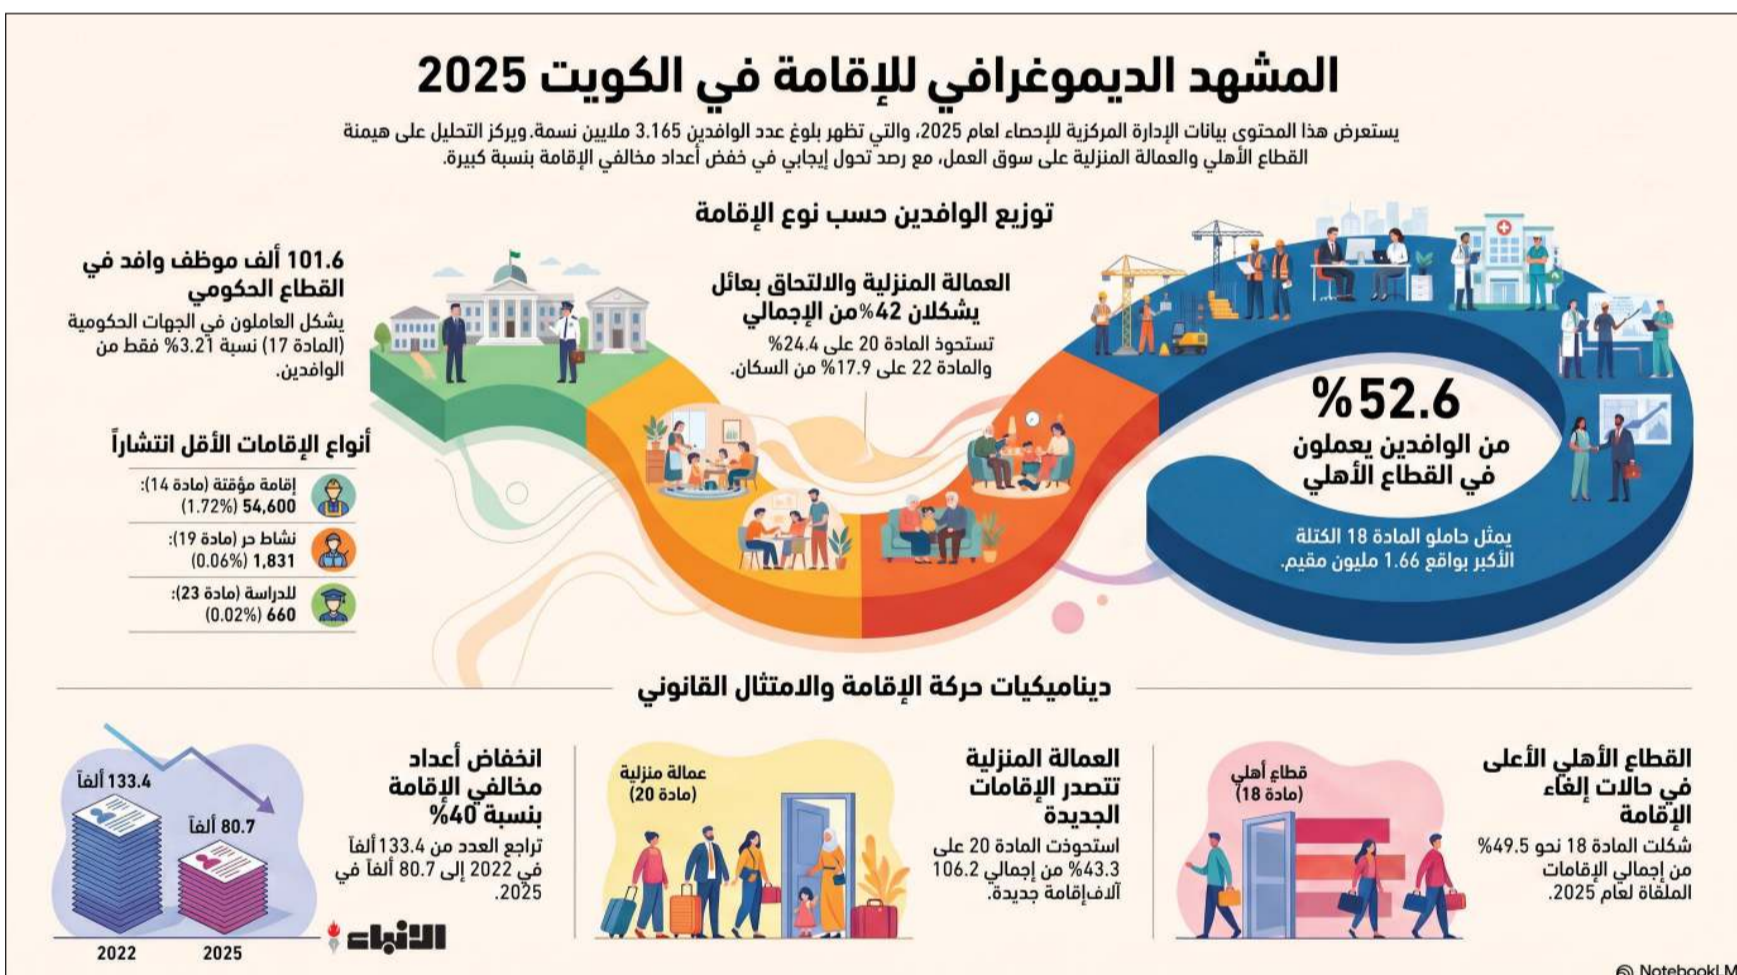 المشهد الديموغرافي للإقامة في الكويت 2025
يستعرض هذا المحتوى بيانات الإدارة المركزية للإحصاء لعام 2025، والتي تظهر بلوغ عدد الوافدين 3.165 ملايين نسمة. ويركز التحليل على هيمنة
القطاع الأهلي والعمالة المنزلية على سوق العمل، مع رصد تحول إيجابي في خفض أعداد مخالفي الإقامة بنسبة كبيرة.
توزيع الوافدين حسب نوع الإقامة
%52.6
من الوافدين يعملون
في القطاع الأهلي
يمثل حاملو المادة 18 الكتلة
الأكبر بواقع 1.66 مليون مقيم.
العمالة المنزلية والالتحاق بعائل
يشكلان 42%من الإجمالي
تستحوذ المادة 20 على 24.4%
والمادة 22 على 17.9% من السكان.
101.6 ألف موظف وافد في
القطاع الحكومي
يشكل العاملون في الجهات الحكومية
(المادة 17) نسبة 3.21% فقط من
الوافدين.
أنواع الإقامات الأقل انتشاراً
إقامة مؤقتة (مادة 14):
54,600 (1.72%)
نشاط حر (مادة 19):
1,831 (0.06%)
للدراسة (مادة 23):
660 (0.02%)
ديناميكيات حركة الإقامة والامتثال القانوني
القطاع الأهلي الأعلى
في حالات إلغاء
الإقامة
شكلت المادة 18 نحو 49.5%
من إجمالي الإقامات
الملقاة لعام 2025.
قطاع أهلي
(مادة 18)
العمالة المنزلية
تتصدر الإقامات
الجديدة
استحوذت المادة 20 على
43.3% من إجمالي 106.2
آلاف إقامة جديدة.
عمالة منزلية
(مادة 20)
انخفاض أعداد
مخالفي الإقامة
بنسبة 40%
تراجع العدد من 133.4 ألفاً
في 2022 إلى 80.7 ألفاً في
2025.
133.4 ألفاً
80.7 ألفاً
2022
2025
الأنباء
NotebookLM